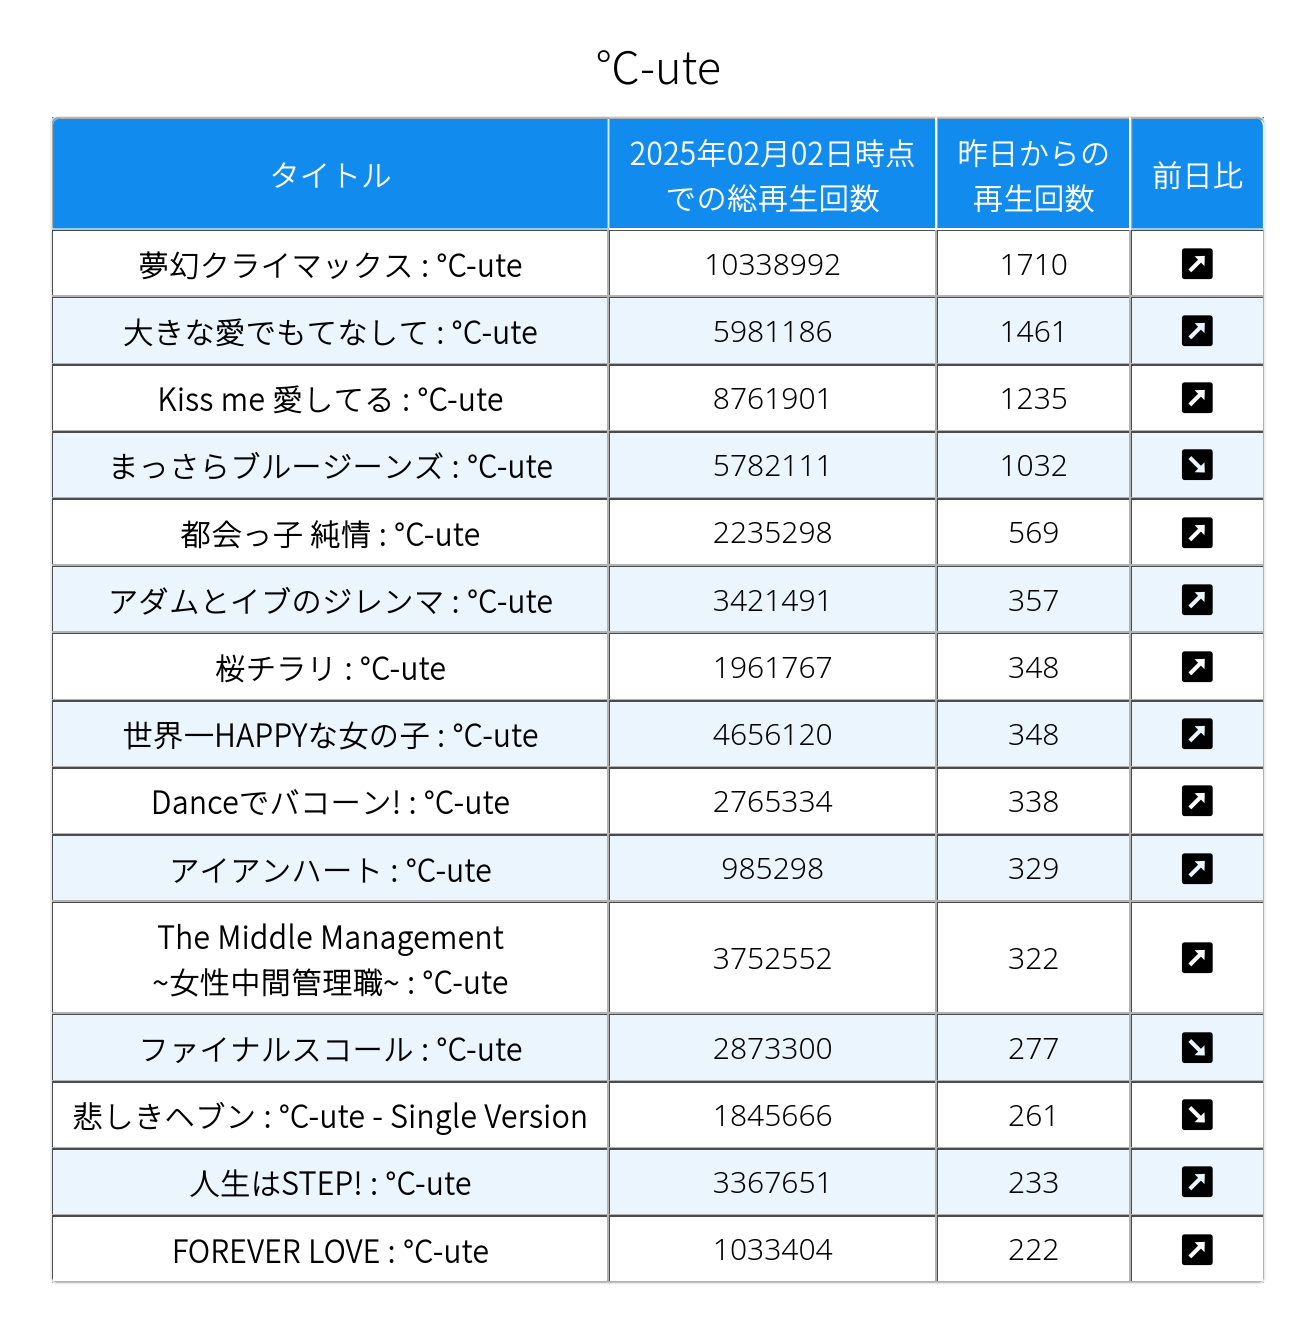 ℃-ute
タイトル
2025年02月02日時点
での総再生回数
昨日からの
再生回数
前日比
夢幻クライマックス : ℃-ute 10338992 1710
大きな愛でもてなして : ℃-ute 5981186 1461
Kiss me 愛してる : ℃-ute 8761901 1235
まっさらブルージーンズ : ℃-ute 5782111 1032
都会っ子 純情 : ℃-ute 2235298 569
アダムとイブのジレンマ : ℃-ute 3421491 357
桜チラリ : ℃-ute 1961767 348
世界一HAPPYな女の子 : ℃-ute 4656120 348
Danceでバコーン! : ℃-ute 2765334 338
アイアンハート : ℃-ute 985298 329
The Middle Management
~女性中間管理職~ : ℃-ute 3752552 322
ファイナルスコール : ℃-ute 2873300 277
悲しきヘブン : ℃-ute - Single Version 1845666 261
人生はSTEP! : ℃-ute 3367651 233
FOREVER LOVE : ℃-ute 1033404 222